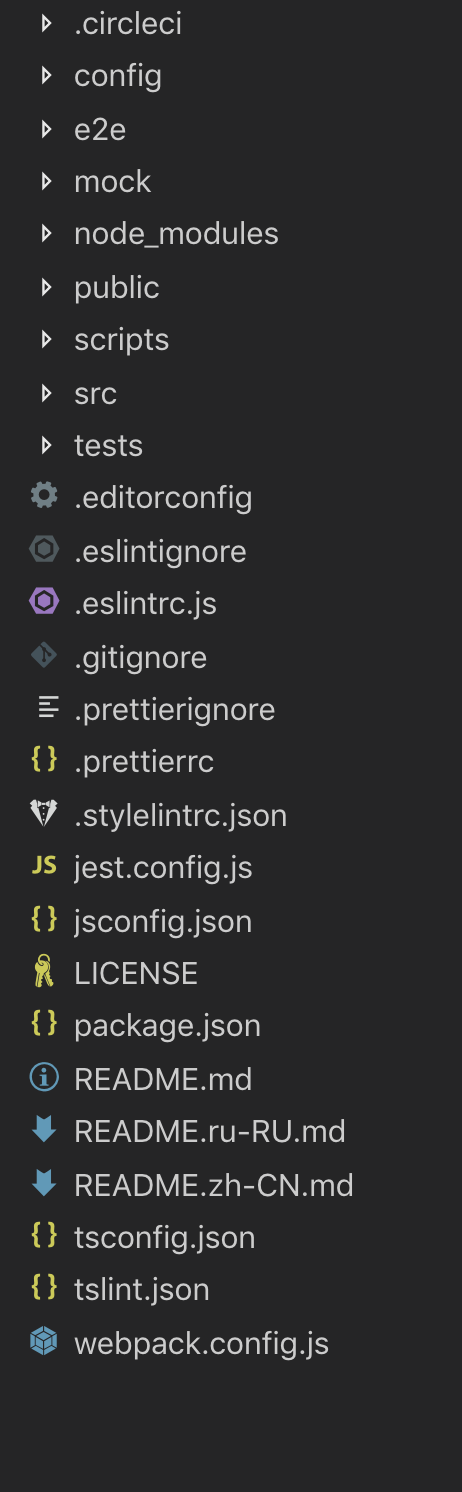 .circleci
config
e2e
mock
node_modules
public
scripts
src
tests
.editorconfig
.eslintignore
.eslintrc.js
.gitignore
.prettierignore
{ } .prettierrc
.stylelintrc.json
JS jest.config.js
{ } jsconfig.json
LICENSE
{ } package.json
README.md
README.ru-RU.md
README.zh-CN.md
{ } tsconfig.json
{ } tslint.json
webpack.config.js